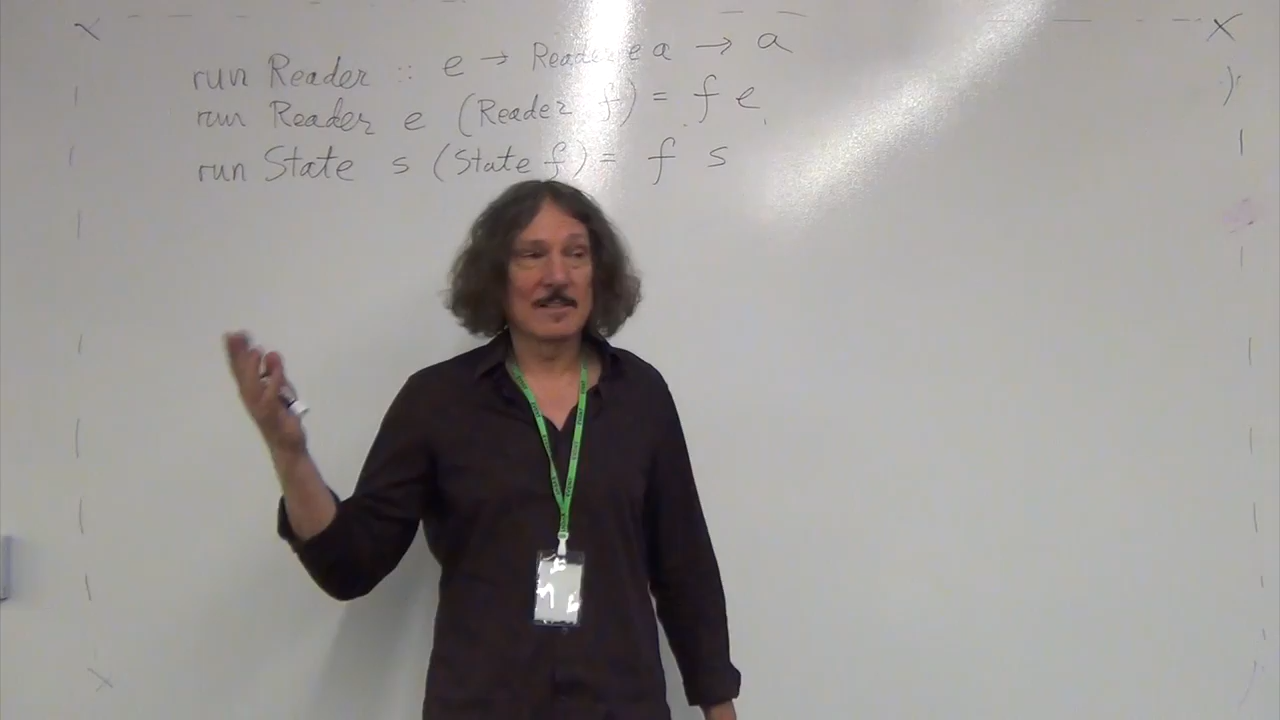 run Reader :: e → Reader e a → a
run Reader e (Reader f) = f e
run State s (State f) = f s